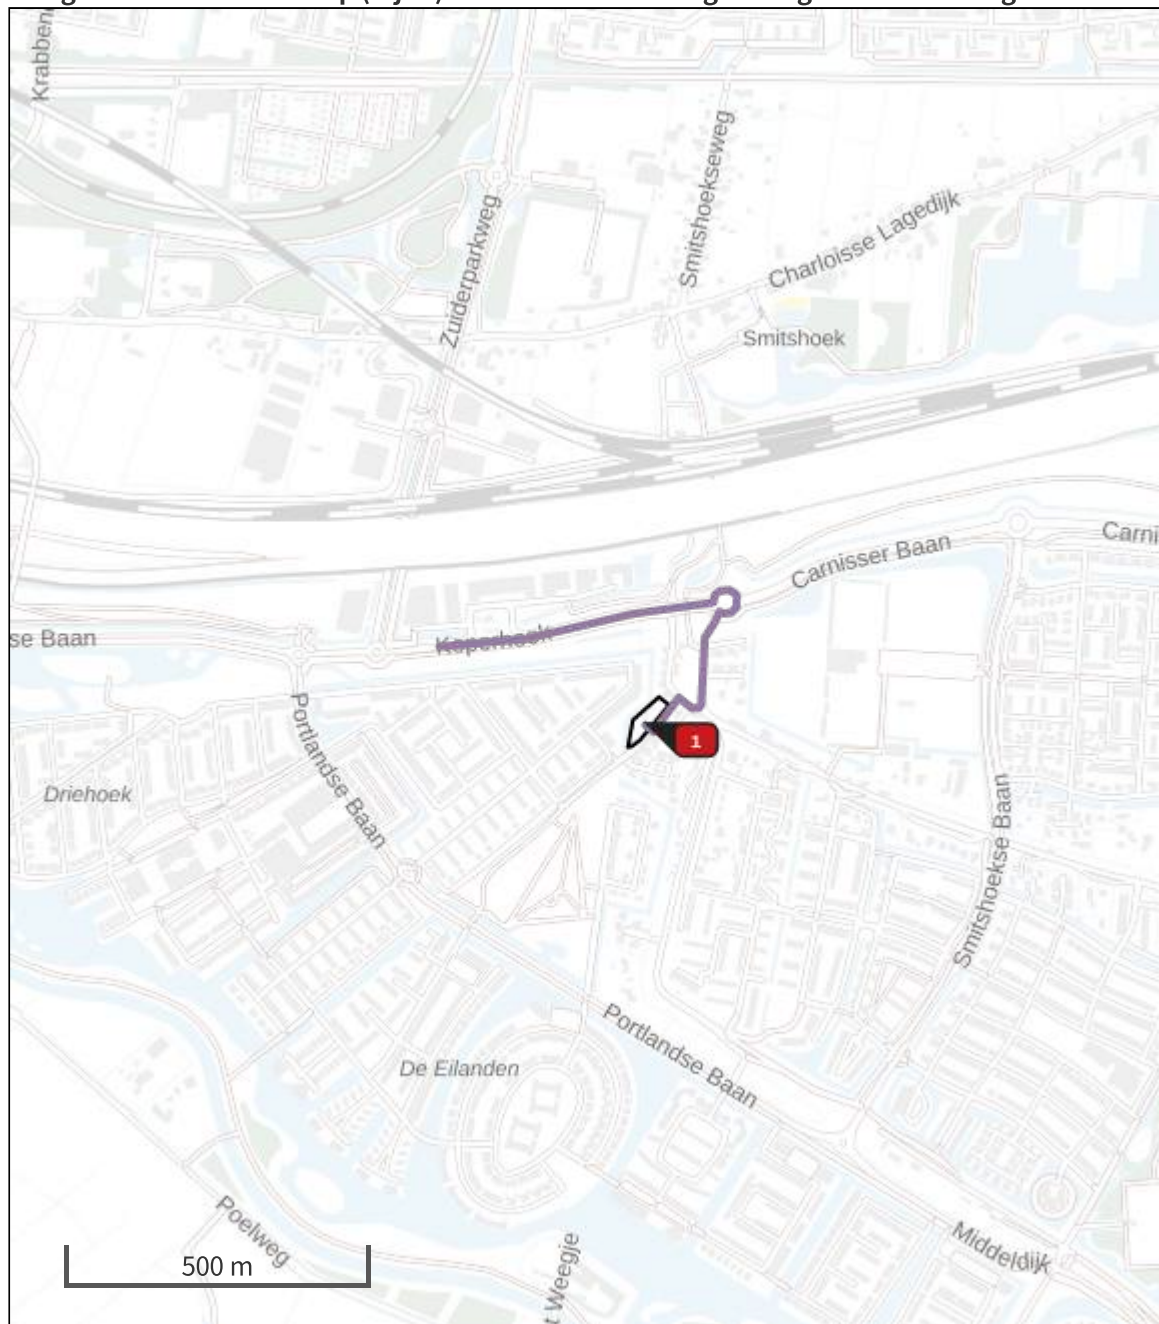 Krabben
Smitshoekseweg
Zuiderparkweg
Charloisse Lagedijk
Smitshoek
Carnisser Baan
Carni
se Baan
Koperhoek
Portlandse Baan
1
Driehoek
Smitshoekse Baan
Portlandse Baan
De Eilanden
Poelweg
Middeldijk
t Weegje
500 m